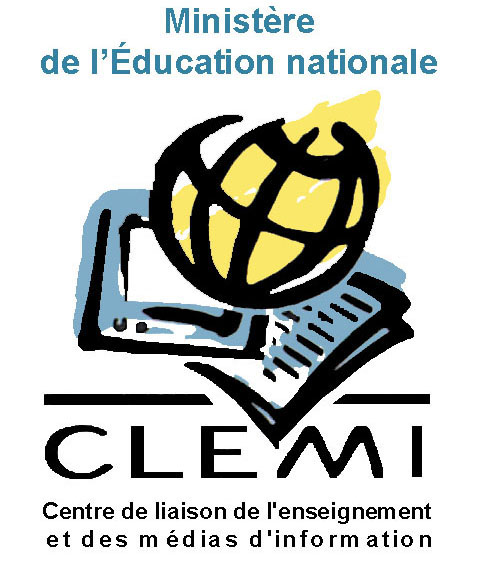 Ministère
de l’Éducation nationale
CLEMI
Centre de liaison de l'enseignement
et des médias d'information